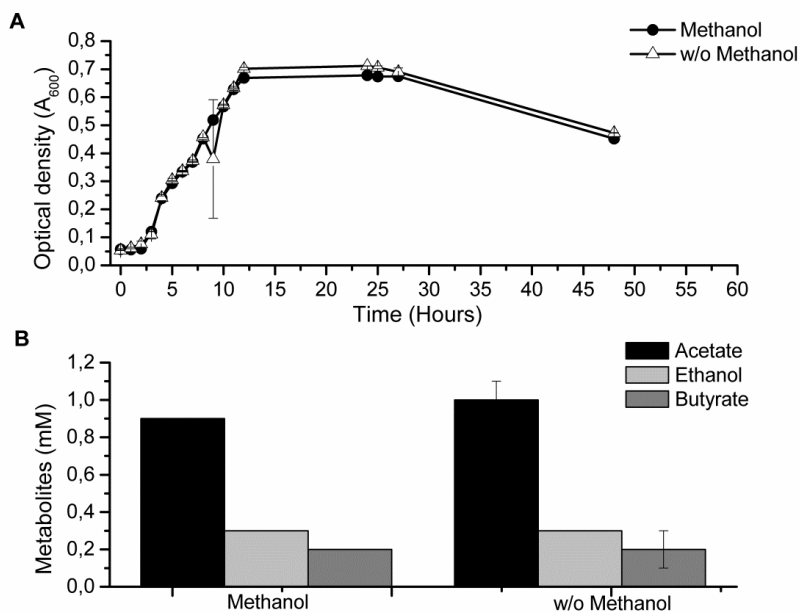 A
Methanol
w/o Methanol
0,8
0,7
0,6
0,5
0,4
0,3
0,2
0,1
0,0
Optical density (A600)
0 5 10 15 20 25 30 35 40 45 50 55 60
Time (Hours)
B
Acetate
Ethanol
Butyrate
1,2
1,0
0,8
0,6
0,4
0,2
0,0
Metabolites (mM)
Methanol w/o Methanol